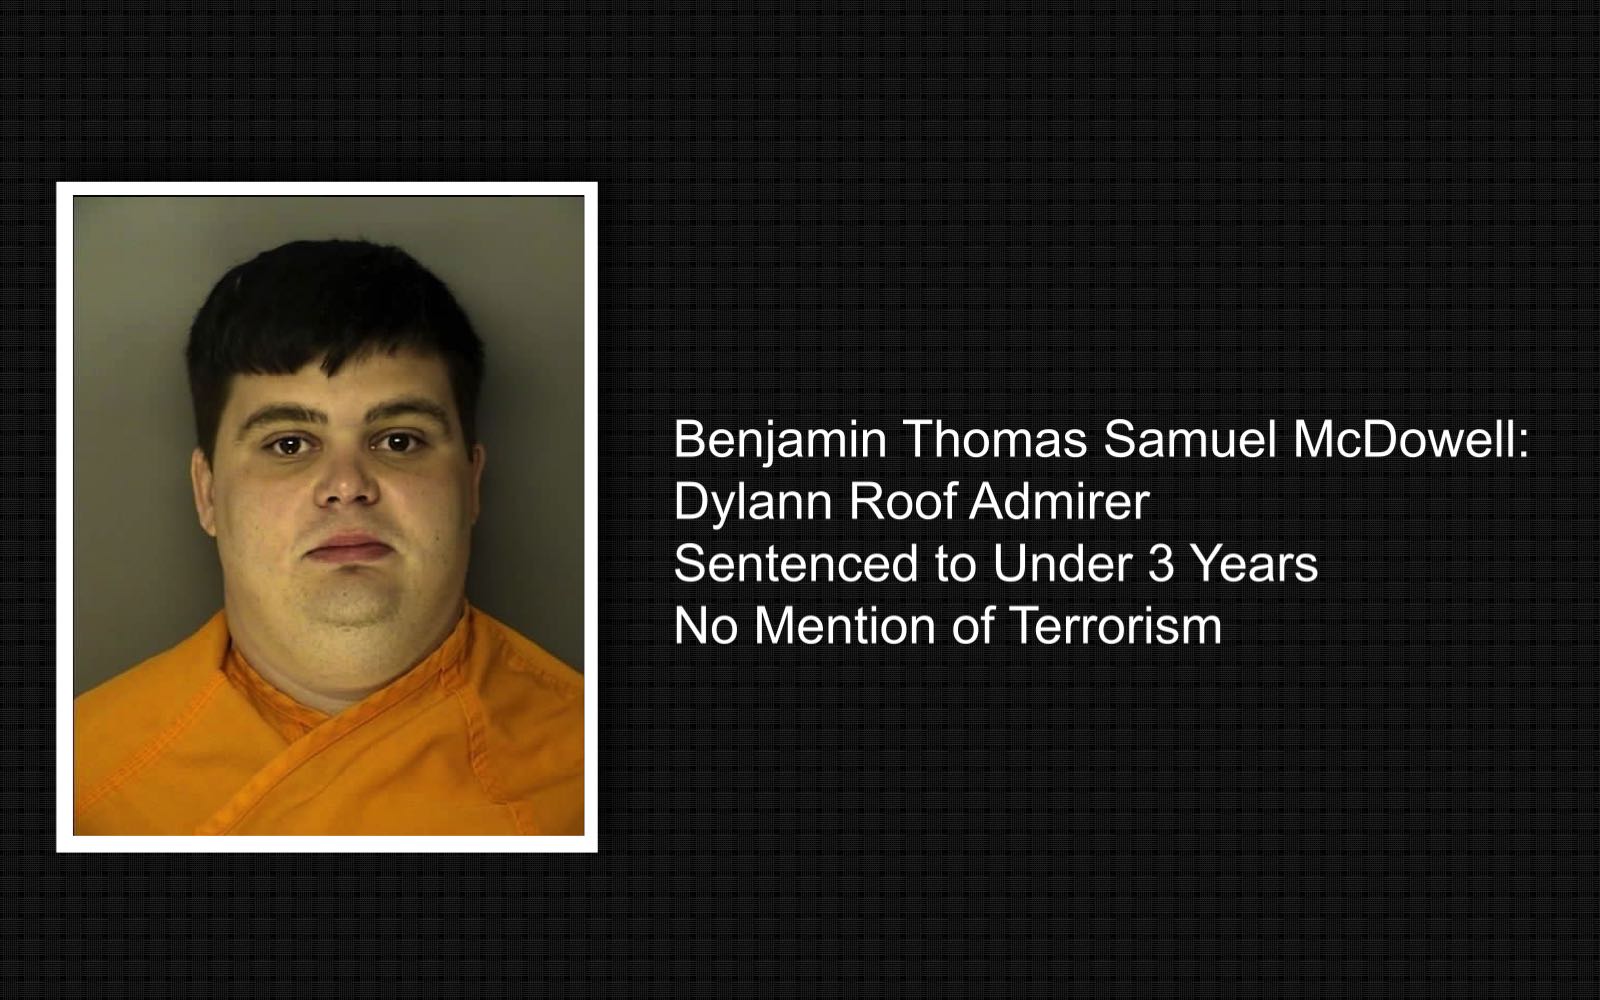 Benjamin Thomas Samuel McDowell:
Dylann Roof Admirer
Sentenced to Under 3 Years
No Mention of Terrorism